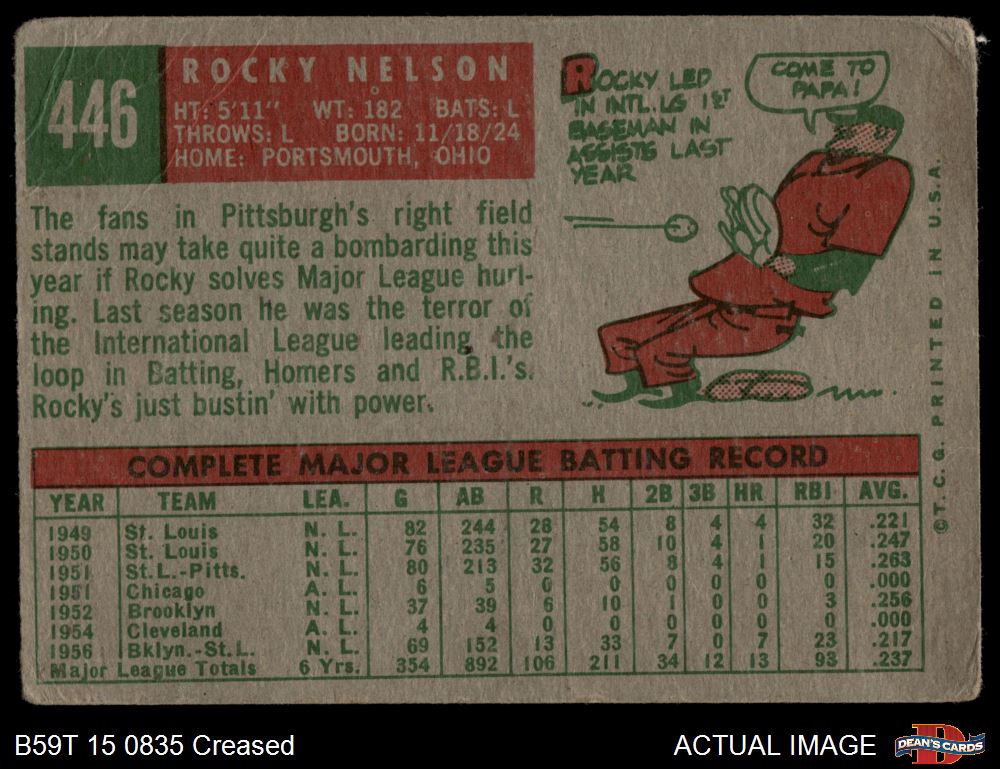 446
ROCKY NELSON
HT: 5'11" WT: 182 BATS: L
THROWS: L BORN: 11/18/24
HOME: PORTSMOUTH, OHIO
ROCKY LED
IN INTL. LG 1ST
BASEMAN IN
ASSISTS LAST
YEAR
COME TO
PAPA!
The fans in Pittsburgh's right field
stands may take quite a bombarding this
year if Rocky solves Major League hurl-
ing. Last season he was the terror of
the International League leading the
loop in Batting, Homers and R.B.I.'s.
Rocky's just bustin' with power.
COMPLETE MAJOR LEAGUE BATTING RECORD
YEAR TEAM LEA. G AB R H 2B 3B HR RBI AVG.
1949 St. Louis N. L. 82 244 28 54 8 4 4 32 .221
1950 St. Louis N. L. 76 235 27 58 10 4 1 20 .247
1951 St.L.-Pitts. N. L. 80 213 32 56 8 4 1 15 .263
1951 Chicago A. L. 6 5 0 0 0 0 0 0 .000
1952 Brooklyn N. L. 37 39 6 10 1 0 0 3 .256
1954 Cleveland A. L. 4 4 0 0 0 0 0 0 .000
1956 Bklyn.-St.L. N. L. 69 152 13 33 7 0 7 23 .217
Major League Totals 6 Yrs. 354 892 106 211 34 12 13 93 .237
©T. C. G. PRINTED IN U.S.A.
B59T 15 0835 Creased
ACTUAL IMAGE
DEAN'S CARDS